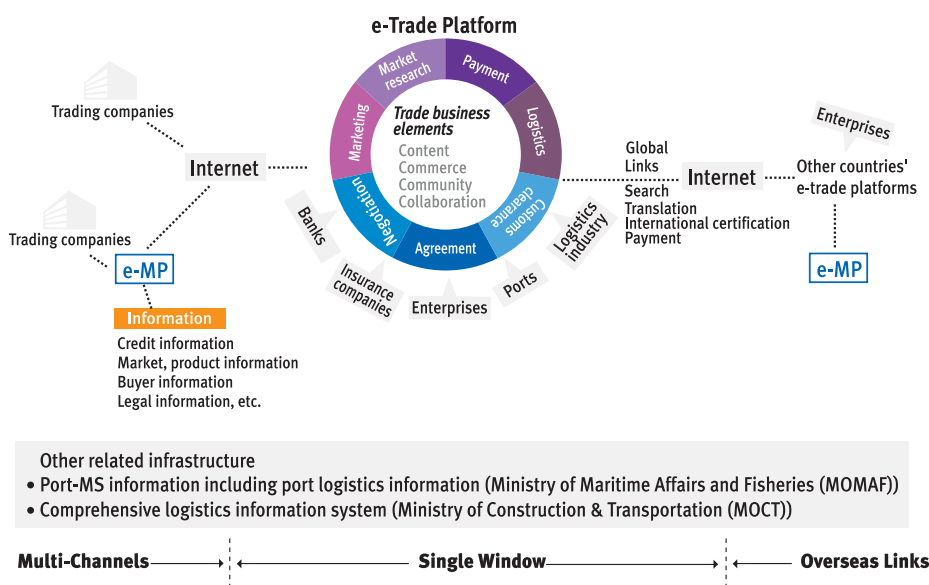 e-Trade Platform
Market
research
Payment
Logistics
Customs
clearance
Agreement
Negotiation
Marketing
Trade business
elements
Content
Commerce
Community
Collaboration
Trading companies
Internet
Trading companies
e-MP
Information
Credit information
Market, product information
Buyer information
Legal information, etc.
Banks
Insurance
companies
Enterprises
Ports
Logistics
industry
Global
Links
Search
Translation
International certification
Payment
Internet
Enterprises
Other countries'
e-trade platforms
e-MP
Other related infrastructure
• Port-MS information including port logistics information (Ministry of Maritime Affairs and Fisheries (MOMAF))
• Comprehensive logistics information system (Ministry of Construction & Transportation (MOCT))
Multi-Channels
Single Window
Overseas Links